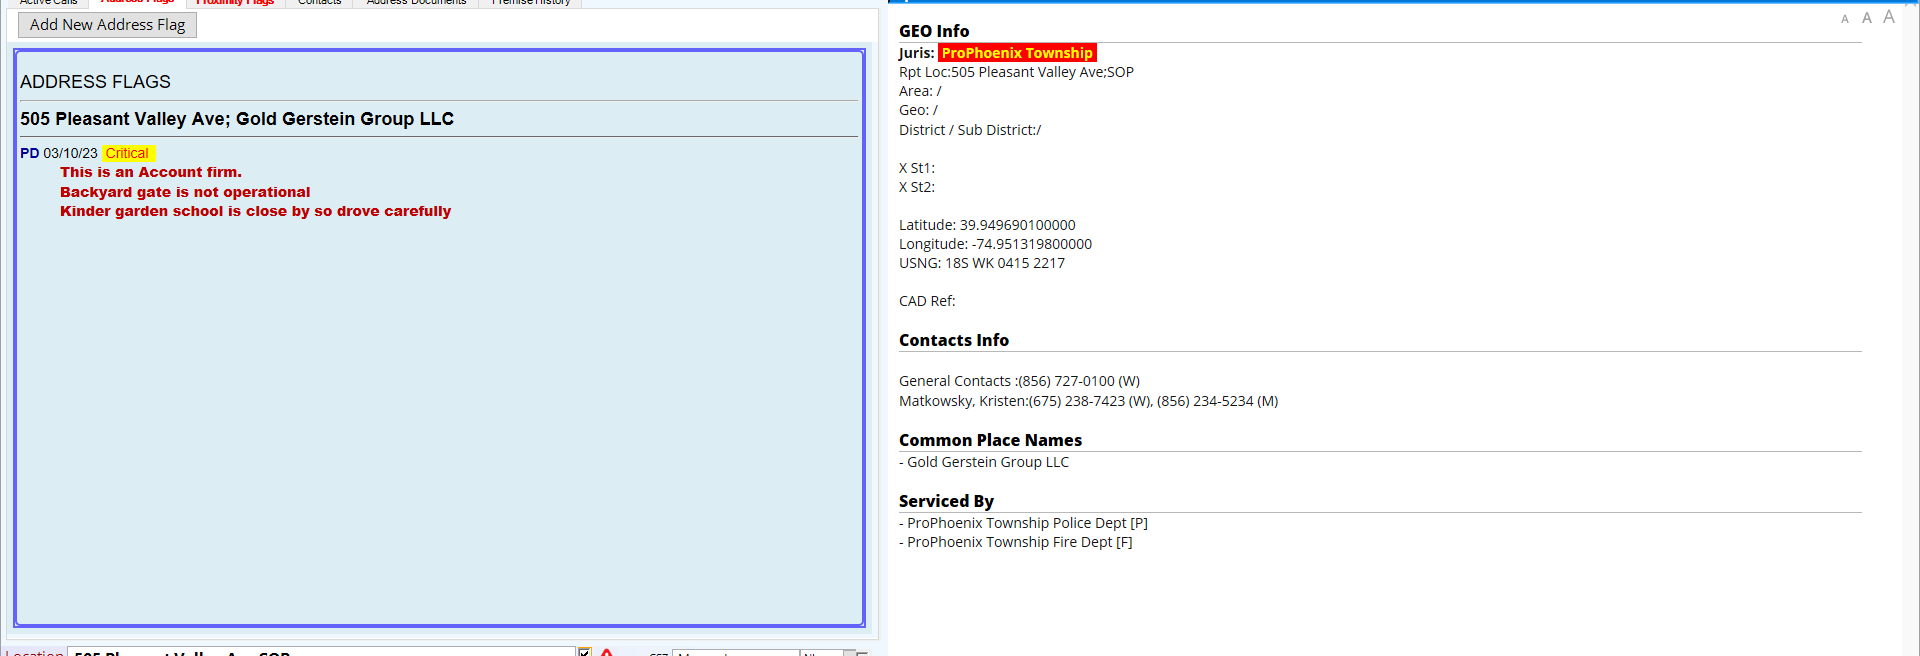 Active Calls Address Flags Proximity Flags Contacts Address Documents Premise History
Add New Address Flag
ADDRESS FLAGS
505 Pleasant Valley Ave; Gold Gerstein Group LLC
PD 03/10/23 Critical
This is an Account firm.
Backyard gate is not operational
Kinder garden school is close by so drove carefully
Location 505 Pleasant Valley Ave;SOP
A A A
GEO Info
Juris: ProPhoenix Township
Rpt Loc:505 Pleasant Valley Ave;SOP
Area: /
Geo: /
District / Sub District:/
X St1:
X St2:
Latitude: 39.949690100000
Longitude: -74.951319800000
USNG: 18S WK 0415 2217
CAD Ref:
Contacts Info
General Contacts :(856) 727-0100 (W)
Matkowsky, Kristen:(675) 238-7423 (W), (856) 234-5234 (M)
Common Place Names
- Gold Gerstein Group LLC
Serviced By
- ProPhoenix Township Police Dept [P]
- ProPhoenix Township Fire Dept [F]